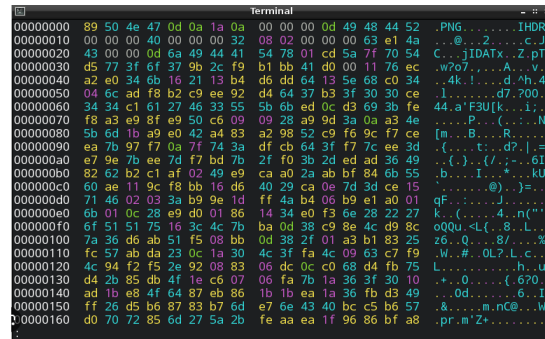 Terminal
00000000 89 50 4e 47 0d 0a 1a 0a 00 00 00 0d 49 48 44 52 .PNG........IHDR
00000010 00 00 00 40 00 00 00 32 08 02 00 00 00 63 e1 4a ...@...2.....c.J
00000020 43 00 00 0d 6a 49 44 41 54 78 01 cd 5a 7f 70 54 C...jIDATx..Z.pT
00000030 d5 77 3f 6f 37 9b 2c f9 b1 bb 41 d0 00 11 76 ec .w?o7.,...A...v.
00000040 a2 e0 34 6b 16 21 13 b4 d6 dd 64 13 5e 68 c0 34 ..4k.!....d.^h.4
00000050 04 6c ad f8 b2 c9 ee 92 d4 64 37 b3 3f 30 30 ce .l.......d7.?00.
00000060 34 34 c1 61 27 46 33 55 5b 6b ed 0c d3 69 3b fe 44.a'F3U[k...i;.
00000070 f8 a3 e9 8f e9 50 c6 09 09 28 a9 9d 3a 0a a3 4e .....P...(..:..N
00000080 5b 6d 1b a9 e0 42 a4 83 a2 98 52 c9 f6 9c f7 ce [m...B....R.....
00000090 ea 7b 97 f7 0a 7f 74 3a df cb 64 3f f7 7c ee 3d .{....t:..d?.|.=
000000a0 e7 9e 7b ee 7d f7 bd 7b 2f f0 3b 2d ed ad 36 49 ..{.}..{/.;-..6I
000000b0 82 62 b2 c1 af 02 49 e9 ca a0 2a ab bf 84 6b 55 .b....I...*...kU
000000c0 60 ae 11 9c f8 bb 16 d6 40 29 ca 0e 7d 3d ce 15 `.......@)..}=..
000000d0 71 46 02 03 3a b9 9e 1d ff 4a b4 06 b9 e1 a0 01 qF..:....J......
000000e0 6b 01 0c 28 e9 d0 01 86 14 34 e0 f3 6e 28 22 27 k..(.....4..n("'
000000f0 6f 51 51 75 16 3c 4c 7b ba 0d 38 c9 8e 4c d9 8c oQQu.<L{..8..L..
00000100 7a 36 d6 ab 51 f5 08 bb 0d 38 2f 01 a3 b1 83 25 z6..Q....8/....%
00000110 fc 57 ab da 23 0c 1a 30 4c 3f fa 4c 09 63 c7 f9 .W..#..0L?.L.c..
00000120 4c 94 f2 f5 2e 92 08 83 06 dc 0c c0 68 d4 fb 75 L...........h..u
00000130 d4 2b 85 db 4f 1e c6 07 06 fa 7b 1a 36 3f 30 10 .+..O.....{.6?0.
00000140 ad 1b e8 4f 64 87 eb 86 1b 1b ea 1a 36 fb d3 49 ...Od.......6..I
00000150 ff 26 d5 b6 87 83 b7 6d e7 6e 43 40 bc c5 b6 57 .&.....m.nC@...W
00000160 d0 70 72 85 6d 27 5a 2b fe aa ea 1f 96 86 bf a8 .pr.m'Z+........
: